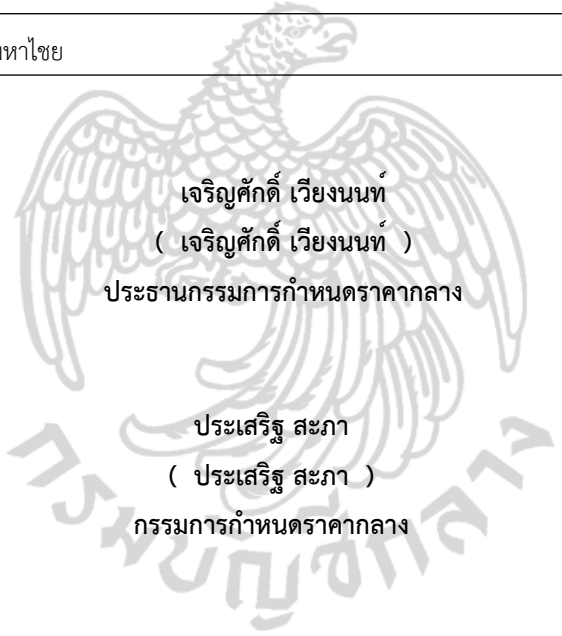 หาไชย
เจริญศักดิ์ เวียงนนท์
( เจริญศักดิ์ เวียงนนท์ )
ประธานกรรมการกำหนดราคากลาง
ประเสริฐ สะภา
( ประเสริฐ สะภา )
กรรมการกำหนดราคากลาง
กรมบัญชีกลาง